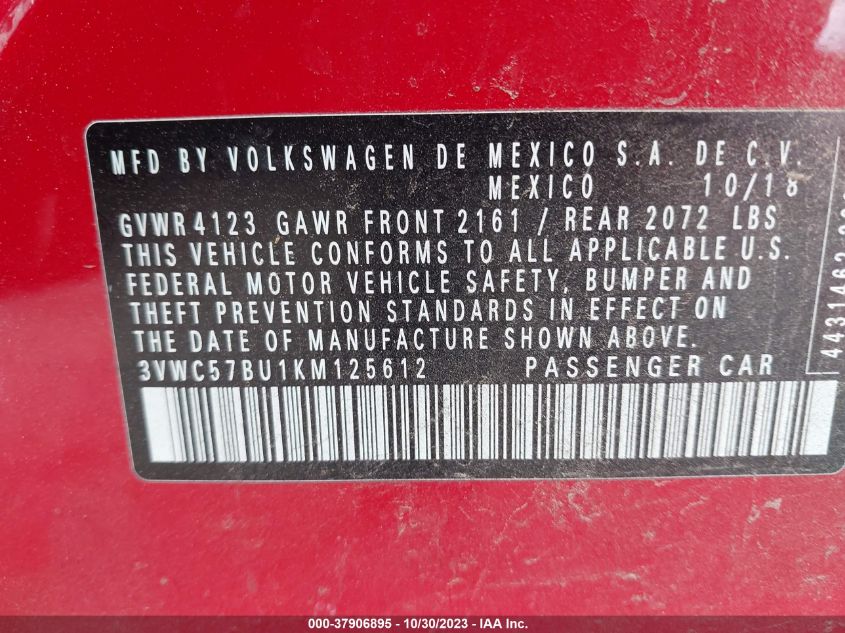 MFD BY VOLKSWAGEN DE MEXICO S.A. DE C.V.
MEXICO 10/18
GVWR 4123 GAWR FRONT 2161 / REAR 2072 LBS
THIS VEHICLE CONFORMS TO ALL APPLICABLE U.S.
FEDERAL MOTOR VEHICLE SAFETY, BUMPER AND
THEFT PREVENTION STANDARDS IN EFFECT ON
THE DATE OF MANUFACTURE SHOWN ABOVE.
3VWC57BU1KM125612 PASSENGER CAR
4431462
000-37906895 - 10/30/2023 - IAA Inc.